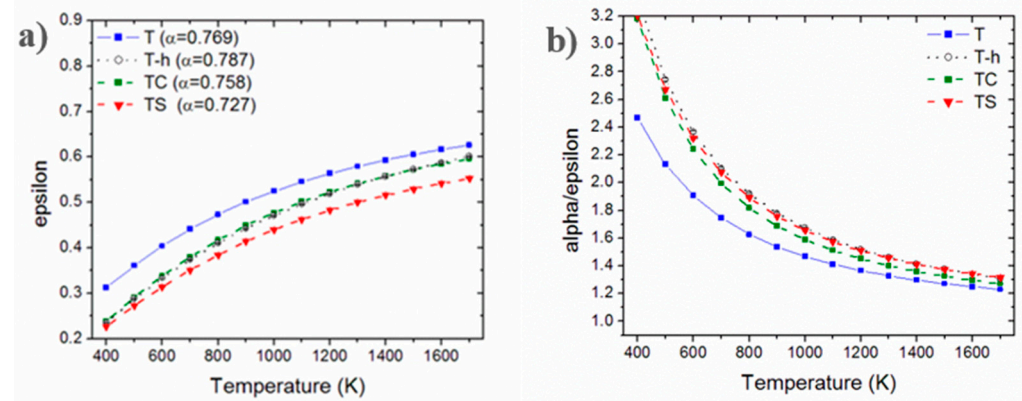 a)
0.9
0.8
0.7
0.6
0.5
0.4
0.3
0.2
epsilon
T (α=0.769)
T-h (α=0.787)
TC (α=0.758)
TS (α=0.727)
400 600 800 1000 1200 1400 1600
Temperature (K)
b)
3.2
3.0
2.8
2.6
2.4
2.2
2.0
1.8
1.6
1.4
1.2
1.0
alpha/epsilon
T
T-h
TC
TS
400 600 800 1000 1200 1400 1600
Temperature (K)